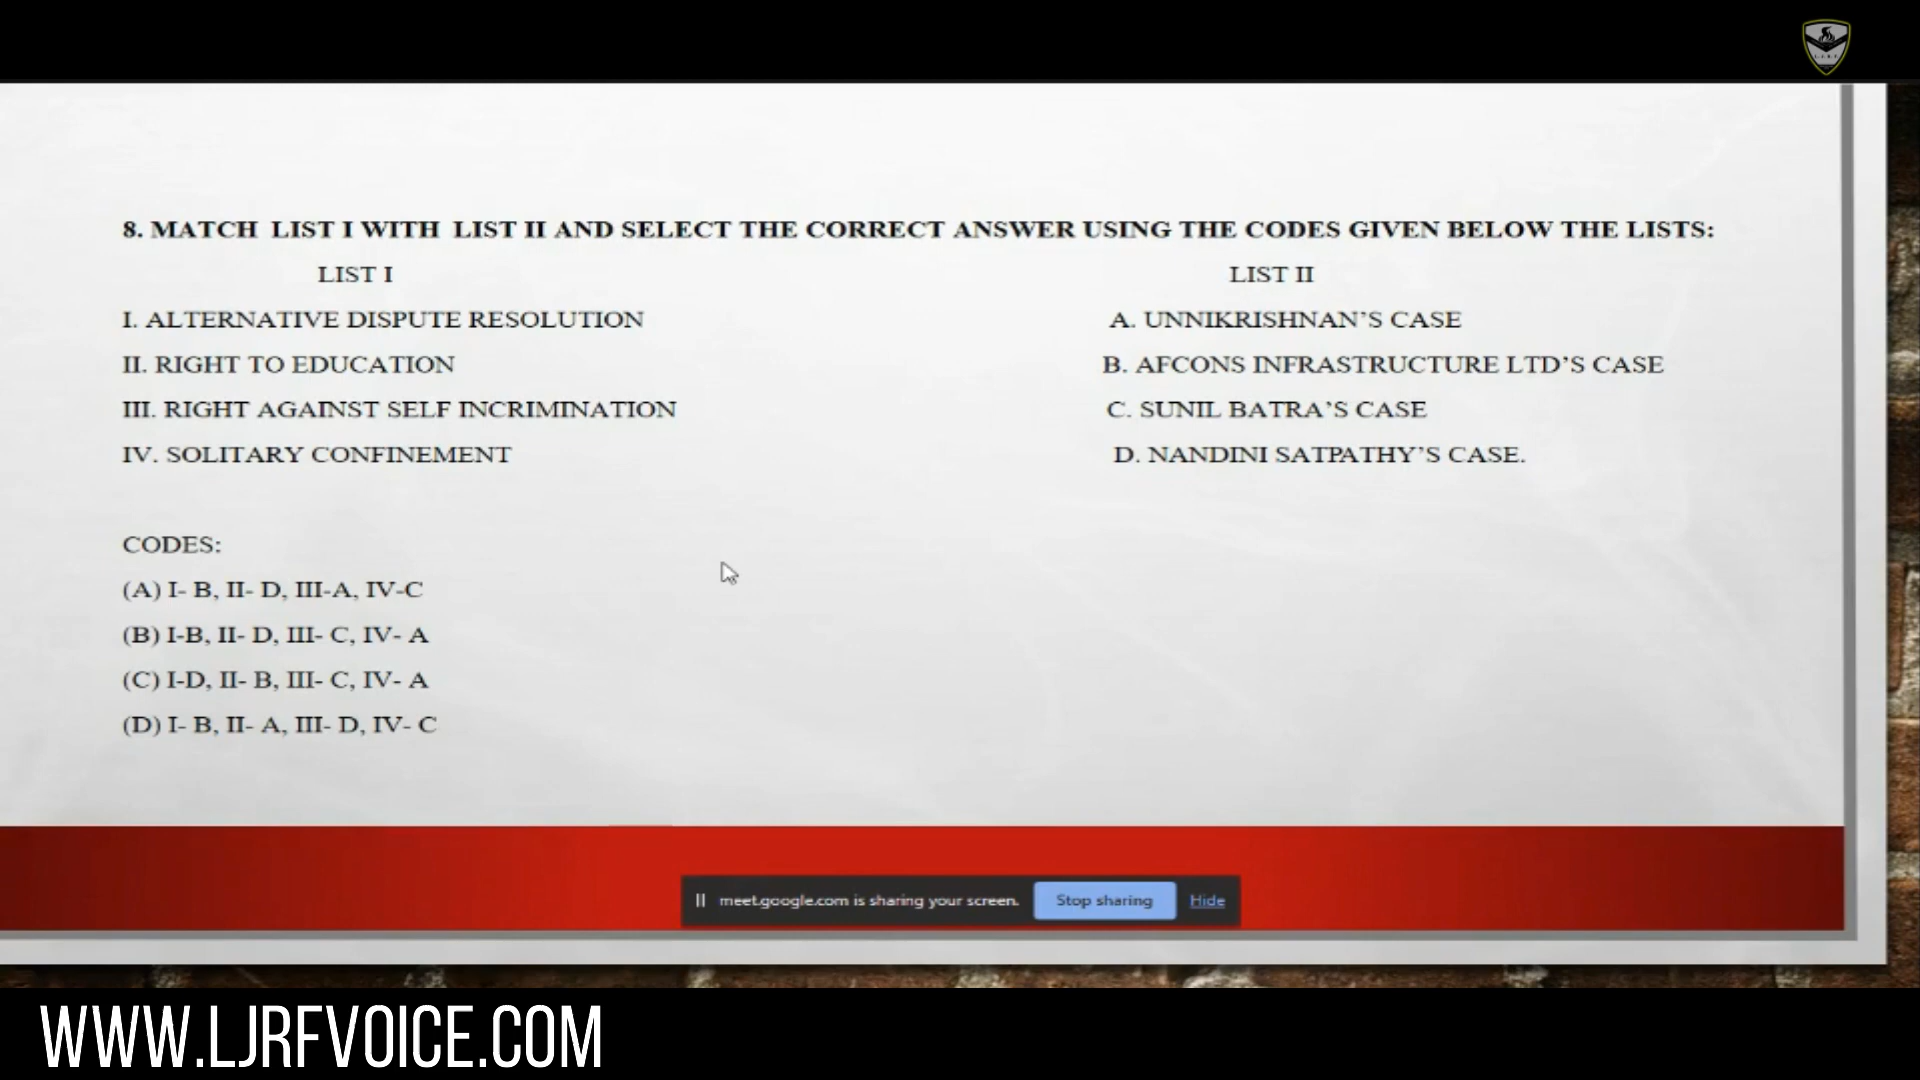 8. MATCH LIST I WITH LIST II AND SELECT THE CORRECT ANSWER USING THE CODES GIVEN BELOW THE LISTS:
LIST I LIST II
I. ALTERNATIVE DISPUTE RESOLUTION A. UNNIKRISHNAN'S CASE
II. RIGHT TO EDUCATION B. AFCONS INFRASTRUCTURE LTD'S CASE
III. RIGHT AGAINST SELF INCRIMINATION C. SUNIL BATRA'S CASE
IV. SOLITARY CONFINEMENT D. NANDINI SATPATHY'S CASE.
CODES:
(A) I- B, II- D, III-A, IV-C
(B) I-B, II- D, III- C, IV- A
(C) I-D, II- B, III- C, IV- A
(D) I- B, II- A, III- D, IV- C
meet.google.com is sharing your screen. Stop sharing Hide
WWW.LJRFVOICE.COM